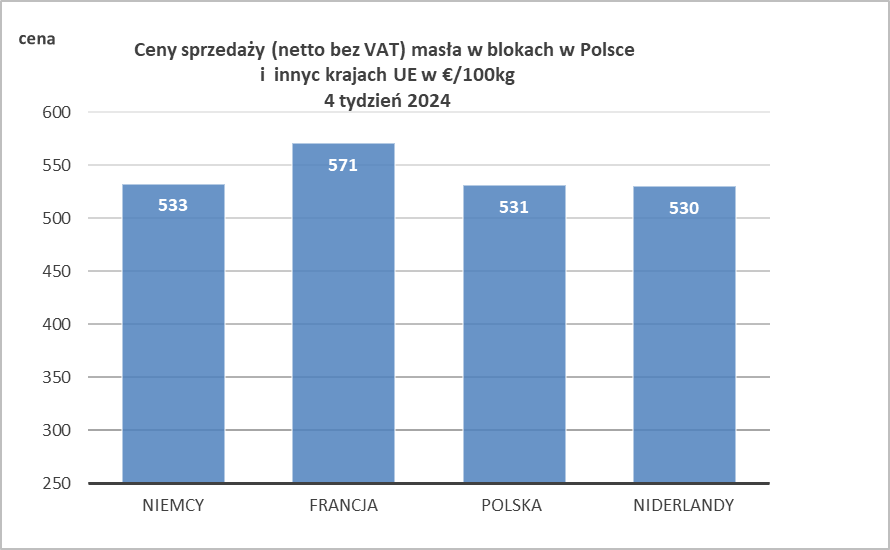 cena
Ceny sprzedaży (netto bez VAT) masła w blokach w Polsce
i innyc krajach UE w €/100kg
4 tydzień 2024
600
550
500
450
400
350
300
250
533
571
531
530
NIEMCY
FRANCJA
POLSKA
NIDERLANDY